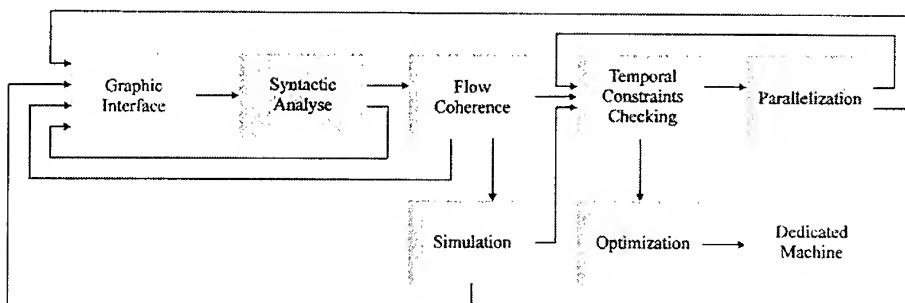 Graphic
Interface
Syntactic
Analyse
Flow
Coherence
Temporal
Constraints
Checking
Parallelization
Simulation
Optimization
Dedicated
Machine